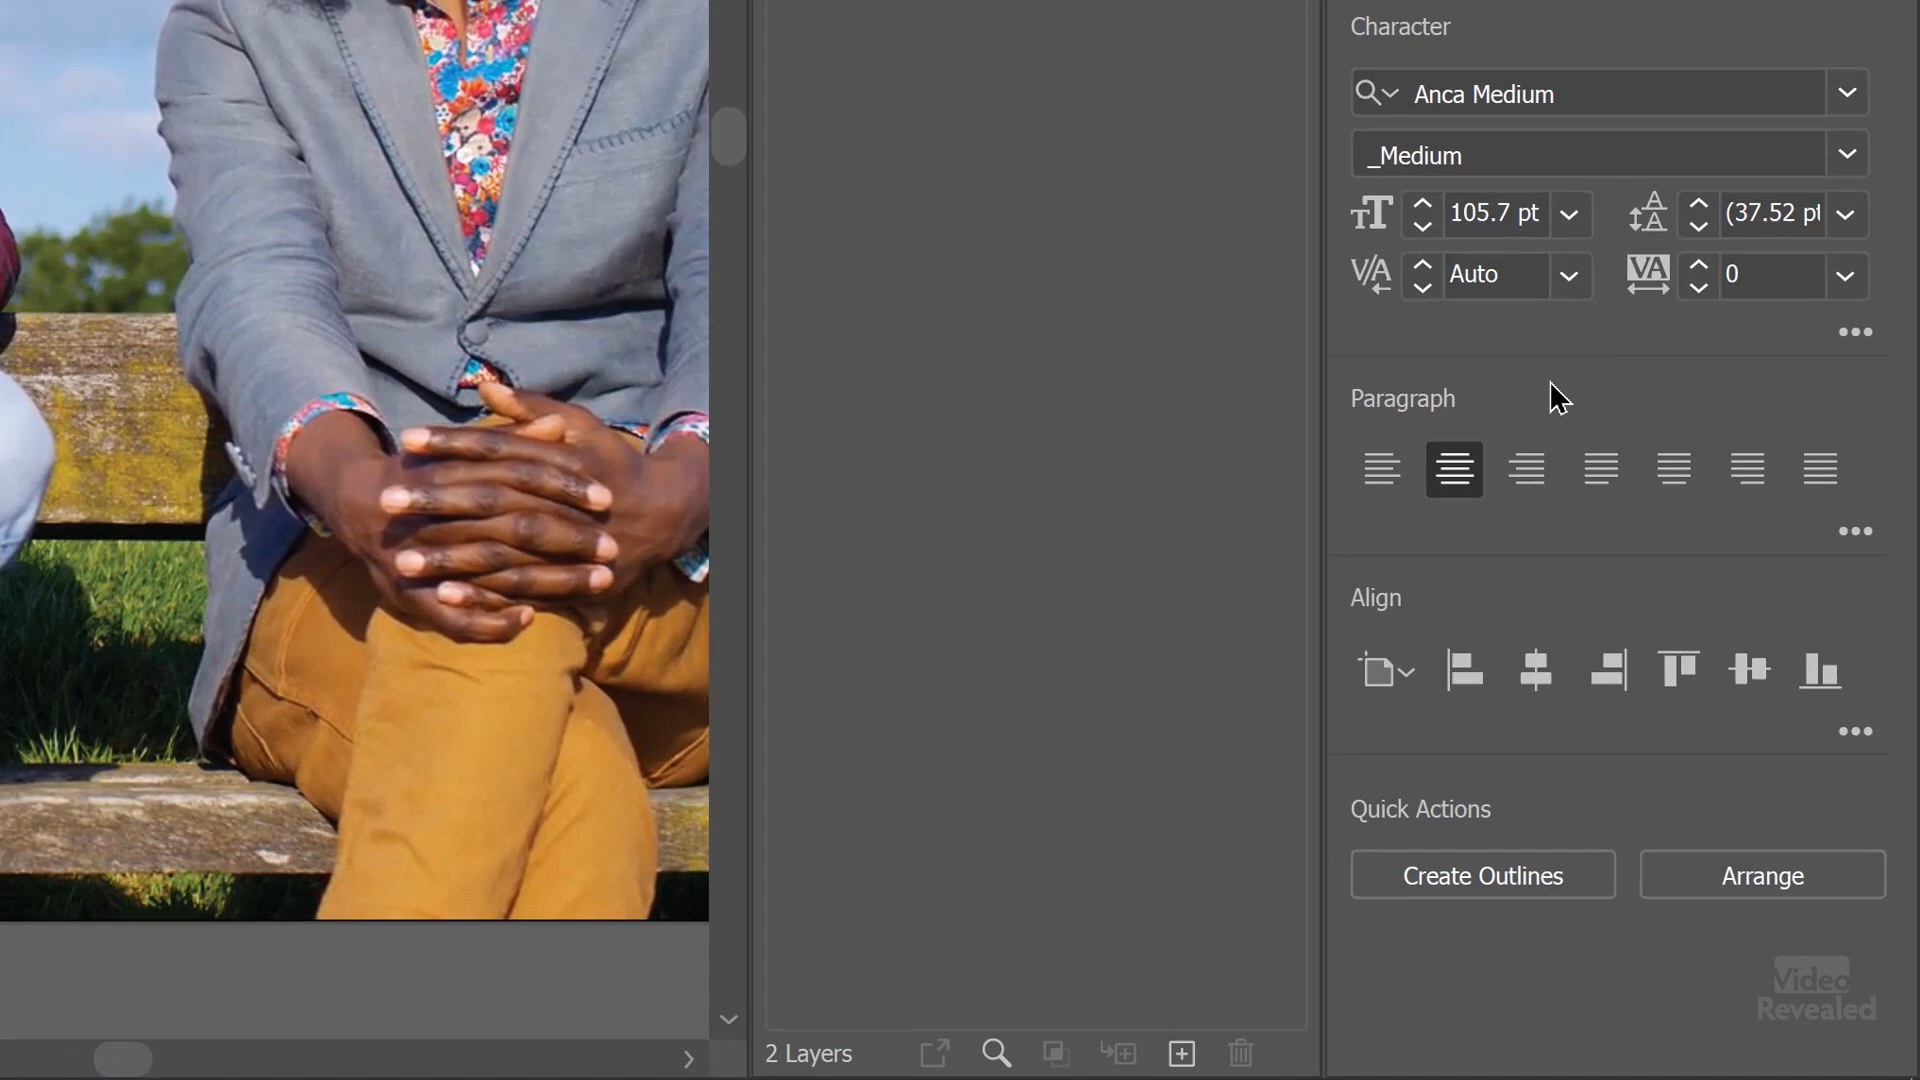 Character
Anca Medium
_Medium
105.7 pt
(37.52 pt
Auto
0
Paragraph
Align
Quick Actions
Create Outlines
Arrange
Video
Revealed
2 Layers